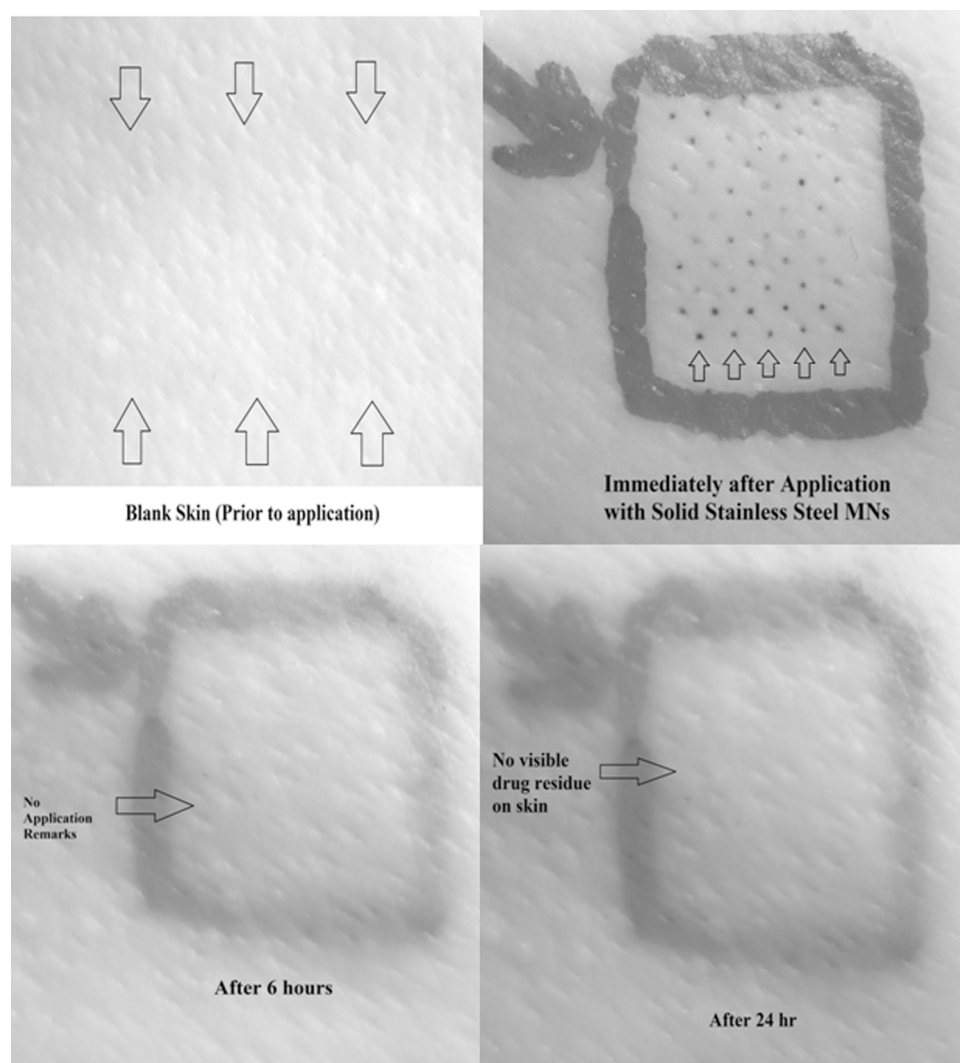 Blank Skin (Prior to application)
Immediately after Application
with Solid Stainless Steel MNs
No
Application
Remarks
After 6 hours
No visible
drug residue
on skin
After 24 hr